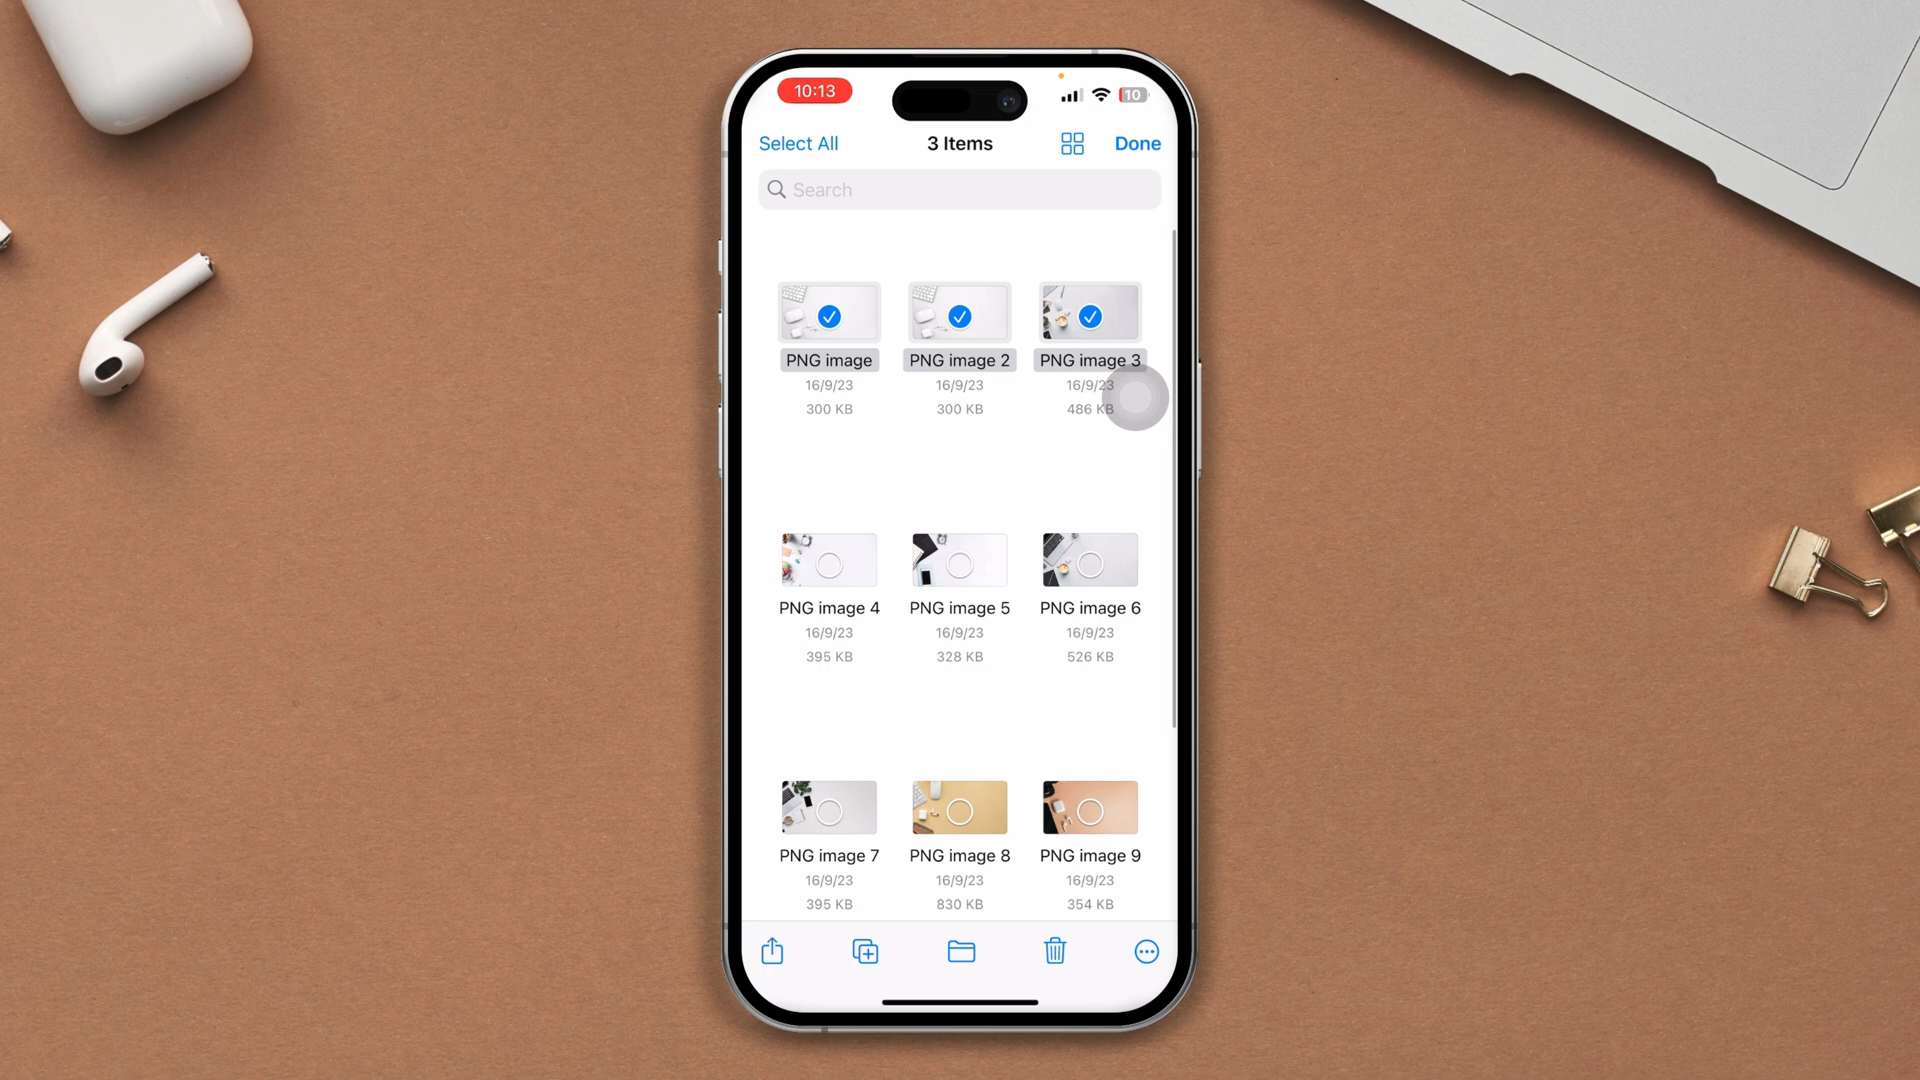 10:13
10
Select All
3 Items
Done
Search
PNG image
PNG image 2
PNG image 3
16/9/23
16/9/23
16/9/23
300 KB
300 KB
486 KB
PNG image 4
PNG image 5
PNG image 6
16/9/23
16/9/23
16/9/23
395 KB
328 KB
526 KB
PNG image 7
PNG image 8
PNG image 9
16/9/23
16/9/23
16/9/23
395 KB
830 KB
354 KB